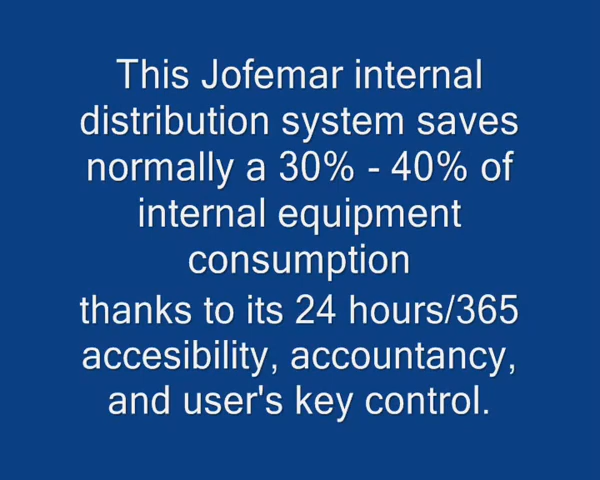 This Jofemar internal
distribution system saves
normally a 30% - 40% of
internal equipment
consumption
thanks to its 24 hours/365
accesibility, accountancy,
and user's key control.